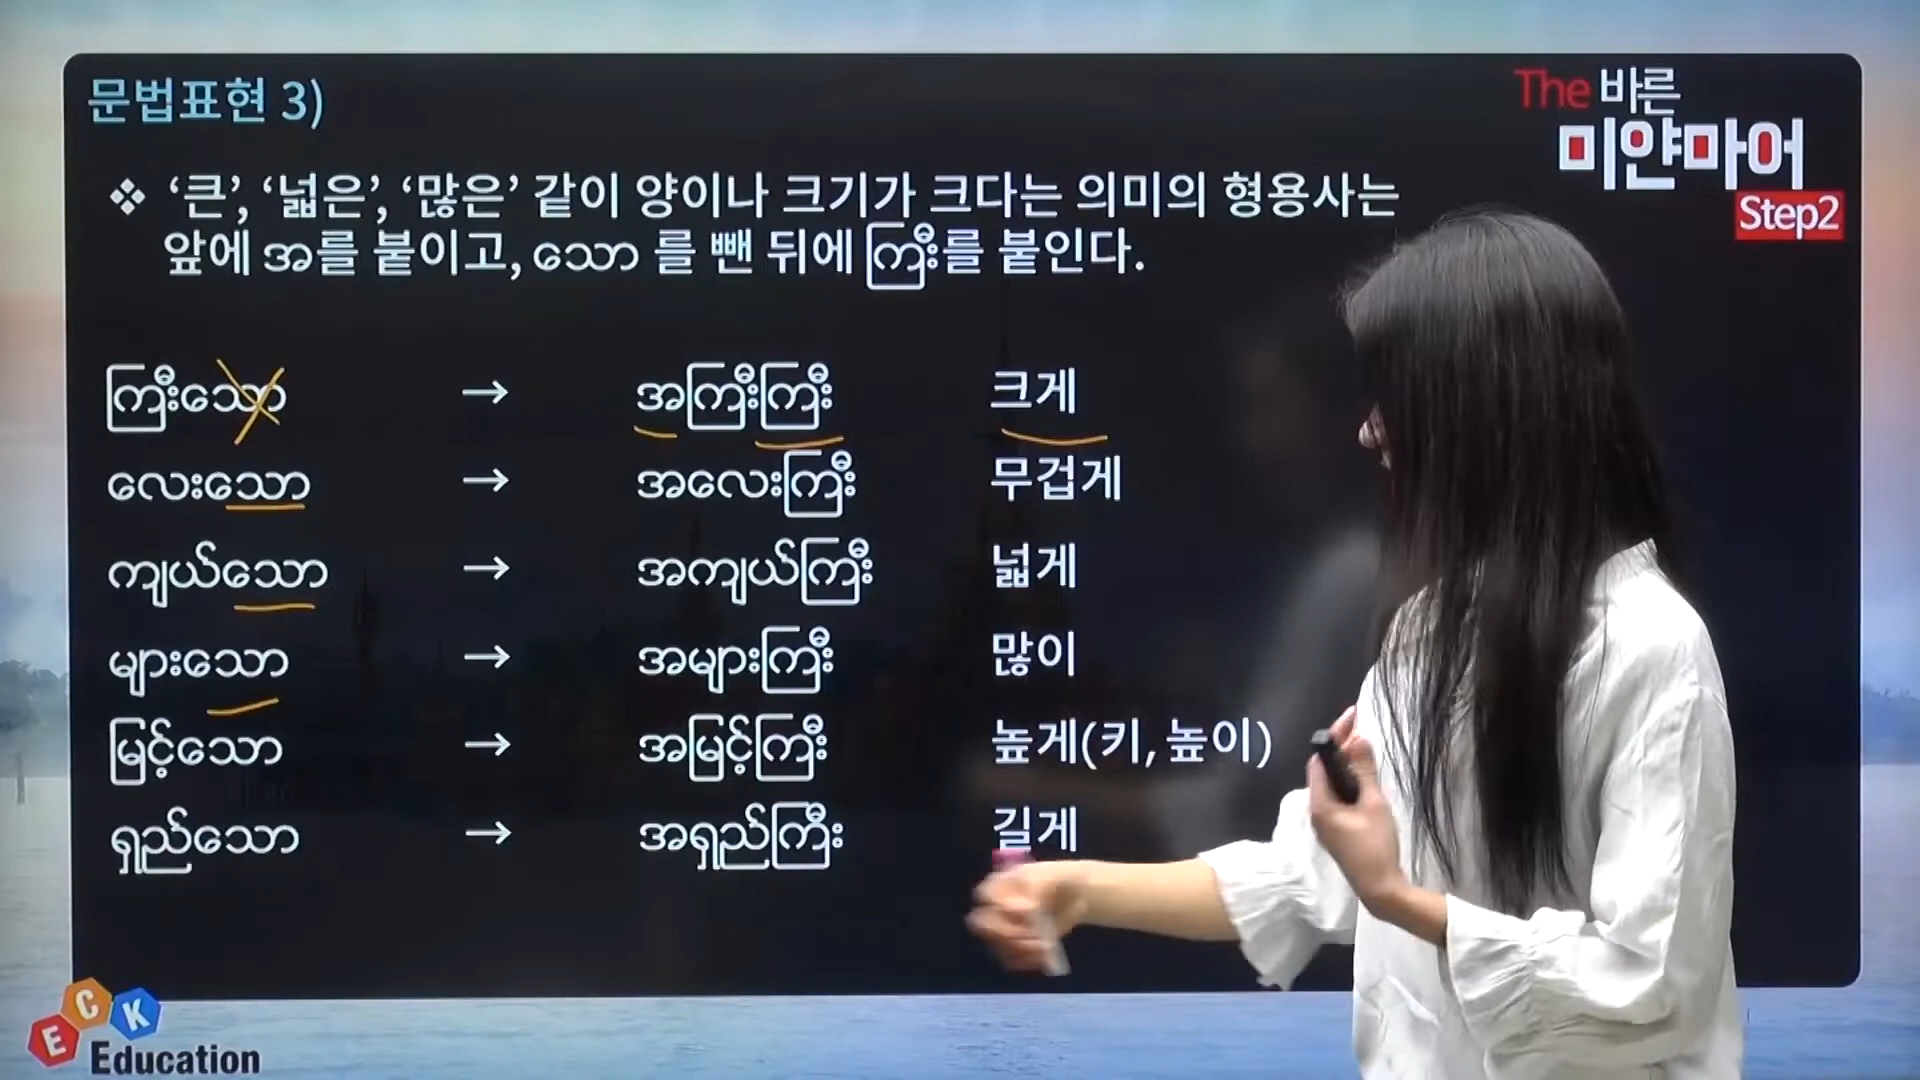 문법표현 3)
The 바른
미얀마어
Step2
❖ ‘큰’, ‘넓은’, ‘많은’ 같이 양이나 크기가 크다는 의미의 형용사는
앞에 အ를 붙이고, သော 를 뺀 뒤에 ကြီး를 붙인다.
ကြီးသော → အကြီးကြီး 크게
လေးသော → အလေးကြီး 무겁게
ကျယ်သော → အကျယ်ကြီး 넓게
များသော → အများကြီး 많이
မြင့်သော → အမြင့်ကြီး 높게(키, 높이)
ရှည်သော → အရှည်ကြီး 길게
ECK
Education